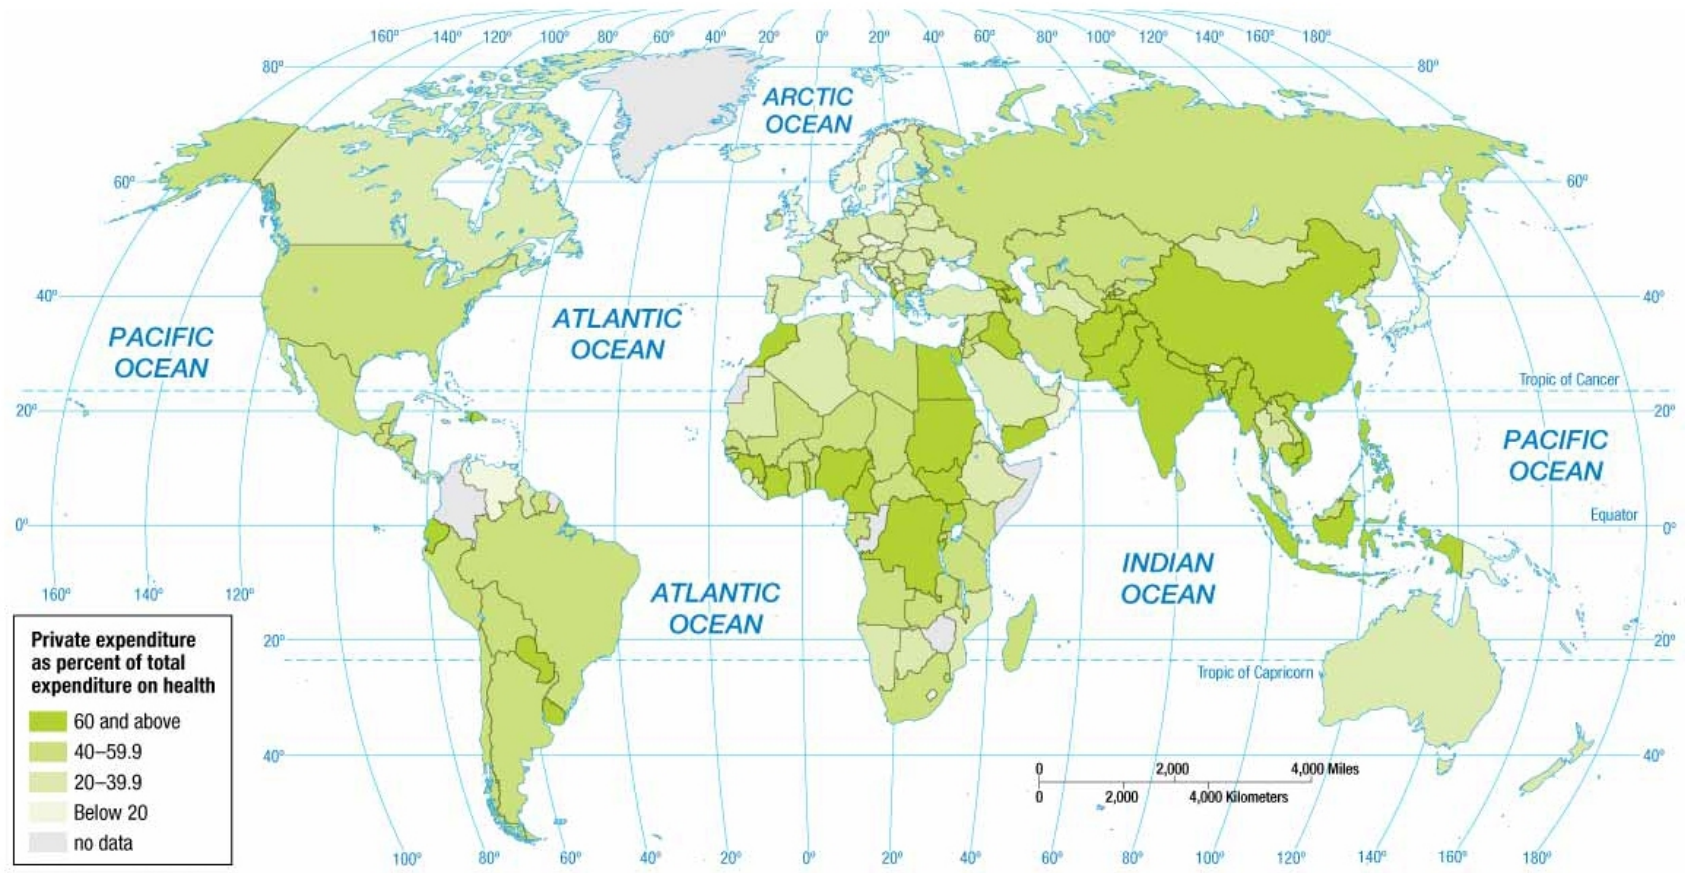 160° 140° 120° 100° 80° 60° 40° 20° 0° 20° 40° 60° 80° 100° 120° 140° 160° 180°
80° 80°
ARCTIC
OCEAN
60° 60°
40° 40°
PACIFIC
OCEAN
ATLANTIC
OCEAN
Tropic of Cancer
20° 20°
PACIFIC
OCEAN
Equator
0° 0°
INDIAN
OCEAN
ATLANTIC
OCEAN
160° 140° 120°
20° 20°
Tropic of Capricorn
40° 40°
0 2,000 4,000 Miles
0 2,000 4,000 Kilometers
100° 80° 60° 40° 20° 0° 20° 40° 60° 80° 100° 120° 140° 160° 180°
Private expenditure
as percent of total
expenditure on health
60 and above
40–59.9
20–39.9
Below 20
no data